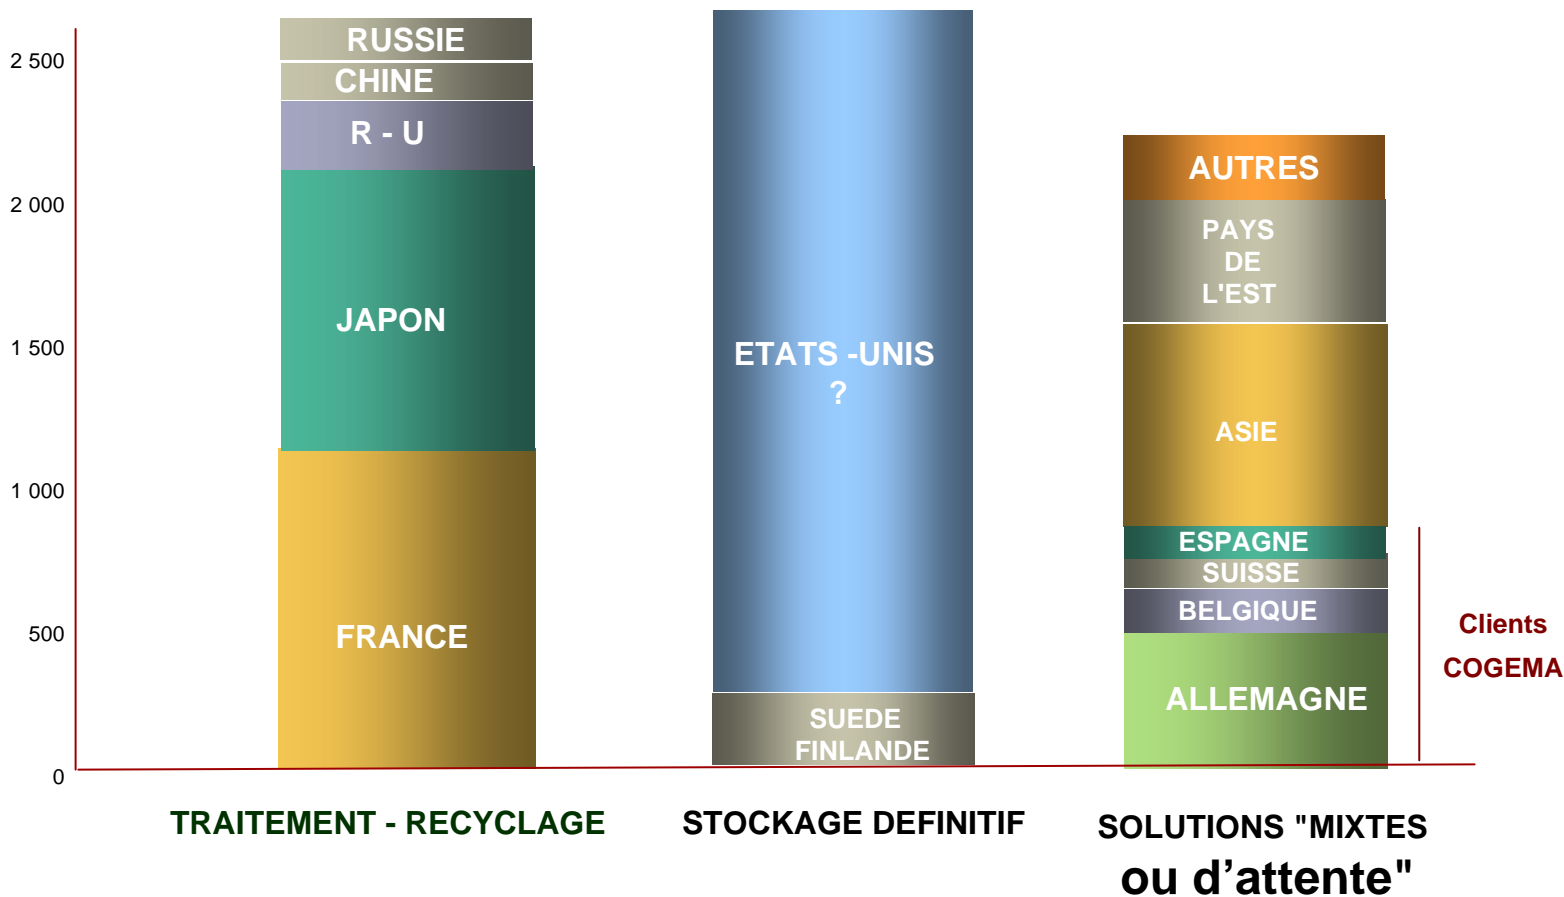 2 500
2 000
1 500
1 000
500
0
RUSSIE
CHINE
R - U
JAPON
FRANCE
ETATS -UNIS
?
SUEDE
FINLANDE
AUTRES
PAYS
DE
L'EST
ASIE
ESPAGNE
SUISSE
BELGIQUE
ALLEMAGNE
Clients
COGEMA
TRAITEMENT - RECYCLAGE
STOCKAGE DEFINITIF
SOLUTIONS "MIXTES
ou d’attente"